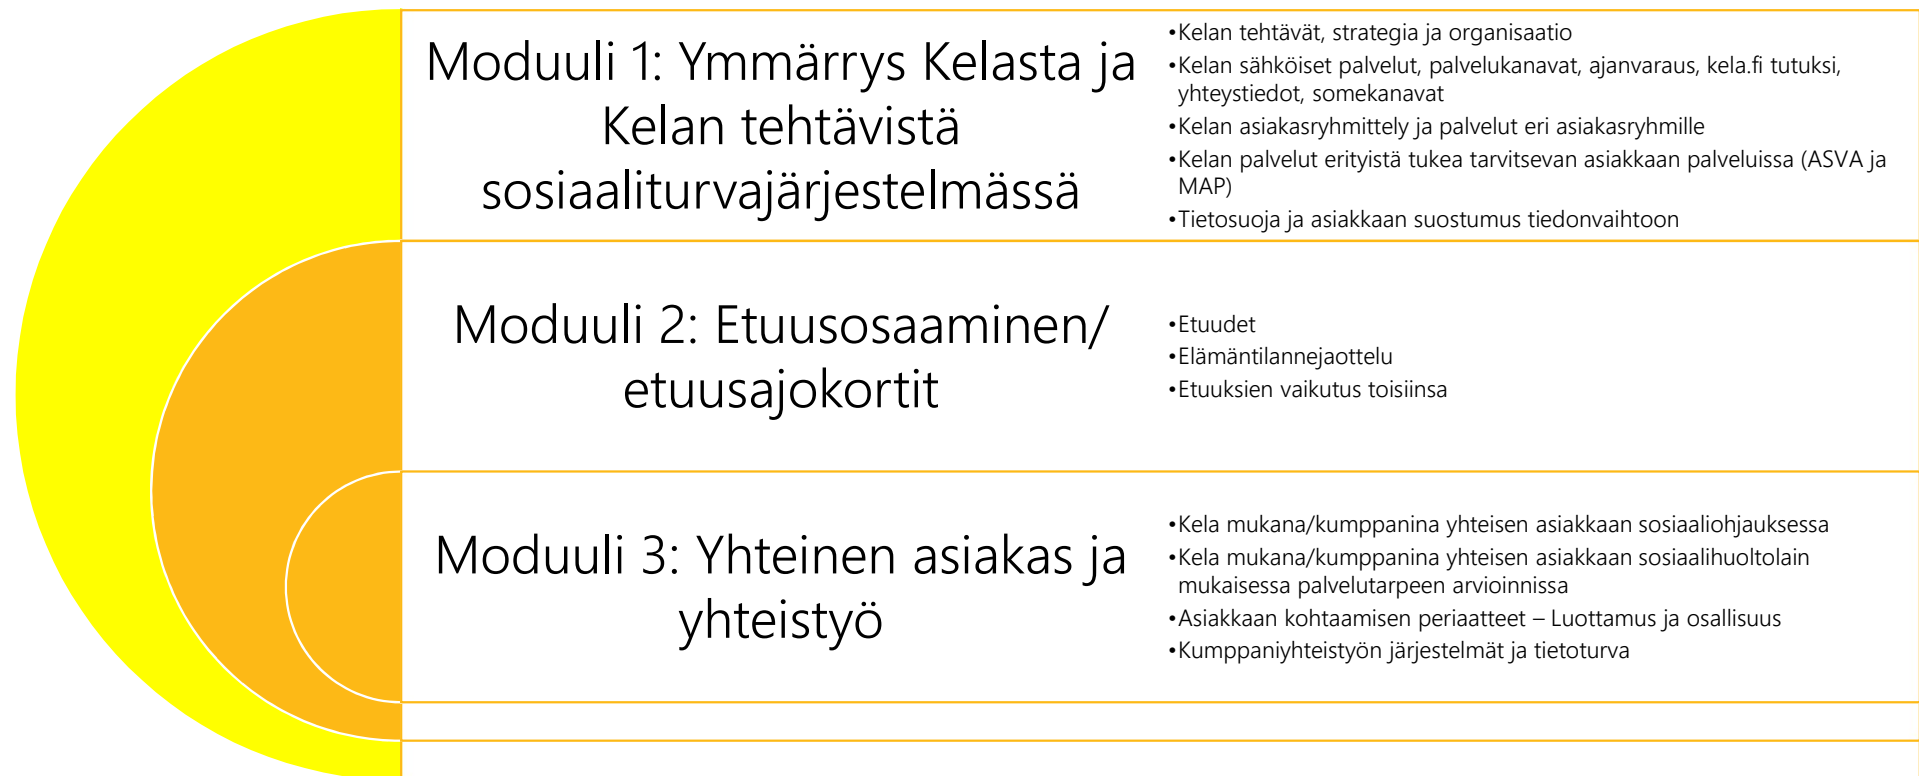 Moduuli 1: Ymmärrys Kelasta ja
Kelan tehtävistä
sosiaaliturvajärjestelmässä
•Kelan tehtävät, strategia ja organisaatio
•Kelan sähköiset palvelut, palvelukanavat, ajanvaraus, kela.fi tutuksi,
yhteystiedot, somekanavat
•Kelan asiakasryhmittely ja palvelut eri asiakasryhmille
•Kelan palvelut erityistä tukea tarvitsevan asiakkaan palveluissa (ASVA ja
MAP)
•Tietosuoja ja asiakkaan suostumus tiedonvaihtoon
Moduuli 2: Etuusosaaminen/
etuusajokortit
•Etuudet
•Elämäntilannejaottelu
•Etuuksien vaikutus toisiinsa
Moduuli 3: Yhteinen asiakas ja
yhteistyö
•Kela mukana/kumppanina yhteisen asiakkaan sosiaaliohjauksessa
•Kela mukana/kumppanina yhteisen asiakkaan sosiaalihuoltolain
mukaisessa palvelutarpeen arvioinnissa
•Asiakkaan kohtaamisen periaatteet – Luottamus ja osallisuus
•Kumppaniyhteistyön järjestelmät ja tietoturva